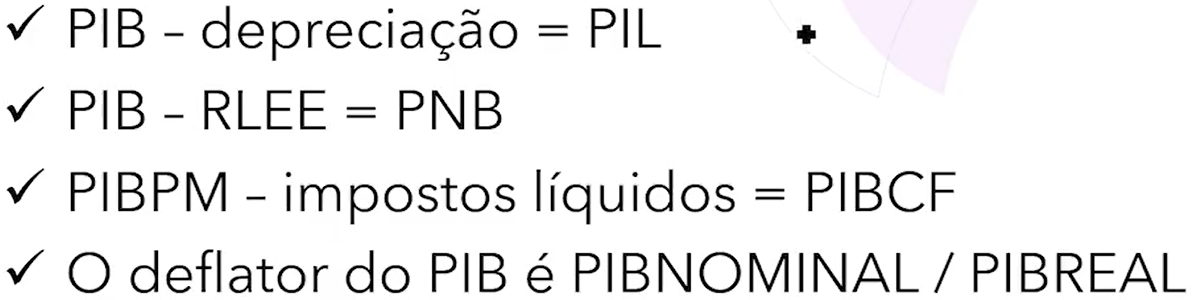 ✓ PIB – depreciação = PIL
✓ PIB – RLEE = PNB
✓ PIBPM – impostos líquidos = PIBCF
✓ O deflator do PIB é PIBNOMINAL / PIBREAL